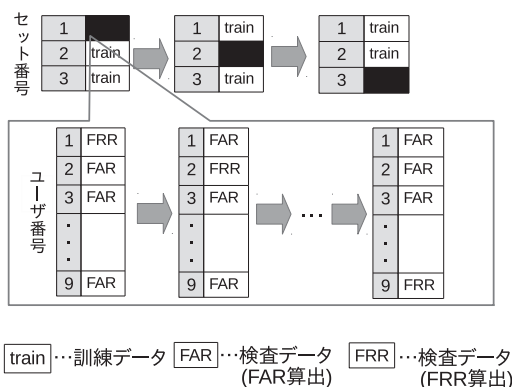 セット番号
1
2 train
3 train
1 train
2
3 train
1 train
2 train
3
ユーザ番号
1 FRR
2 FAR
3 FAR
・
・
・
9 FAR
1 FAR
2 FRR
3 FAR
・
・
・
9 FAR
…
1 FAR
2 FAR
3 FAR
・
・
・
9 FRR
train …訓練データ
FAR …検査データ
(FAR算出)
FRR …検査データ
(FRR算出)